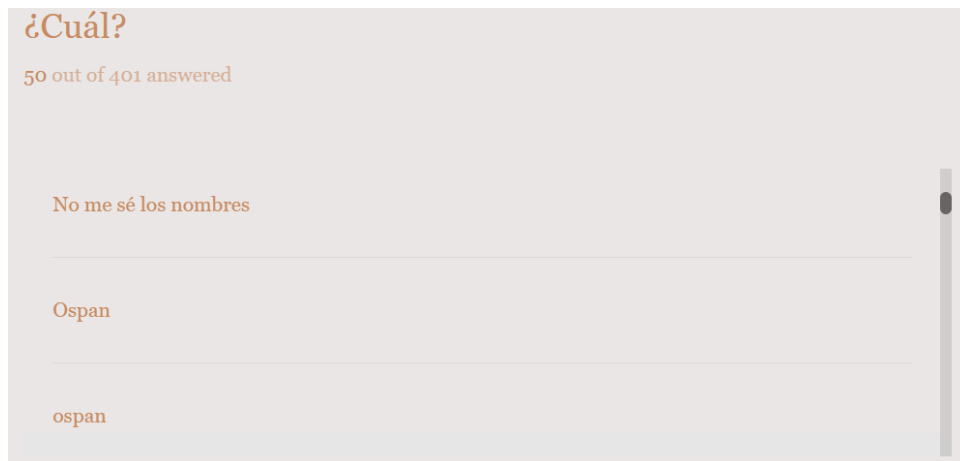 ¿Cuál?
50 out of 401 answered
No me sé los nombres
Ospan
ospan